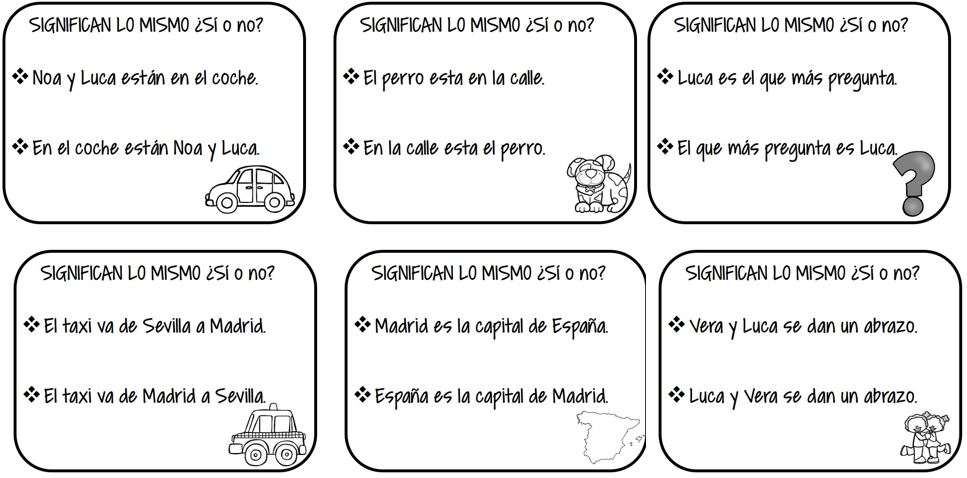 SIGNIFICAN LO MISMO ¿Sí o no?
❖ Noa y Luca están en el coche.
❖ En el coche están Noa y Luca.
SIGNIFICAN LO MISMO ¿Sí o no?
❖ El perro esta en la calle.
❖ En la calle esta el perro.
SIGNIFICAN LO MISMO ¿Sí o no?
❖ Luca es el que más pregunta.
❖ El que más pregunta es Luca.
SIGNIFICAN LO MISMO ¿Sí o no?
❖ El taxi va de Sevilla a Madrid.
❖ El taxi va de Madrid a Sevilla.
SIGNIFICAN LO MISMO ¿Sí o no?
❖ Madrid es la capital de España.
❖ España es la capital de Madrid.
SIGNIFICAN LO MISMO ¿Sí o no?
❖ Vera y Luca se dan un abrazo.
❖ Luca y Vera se dan un abrazo.